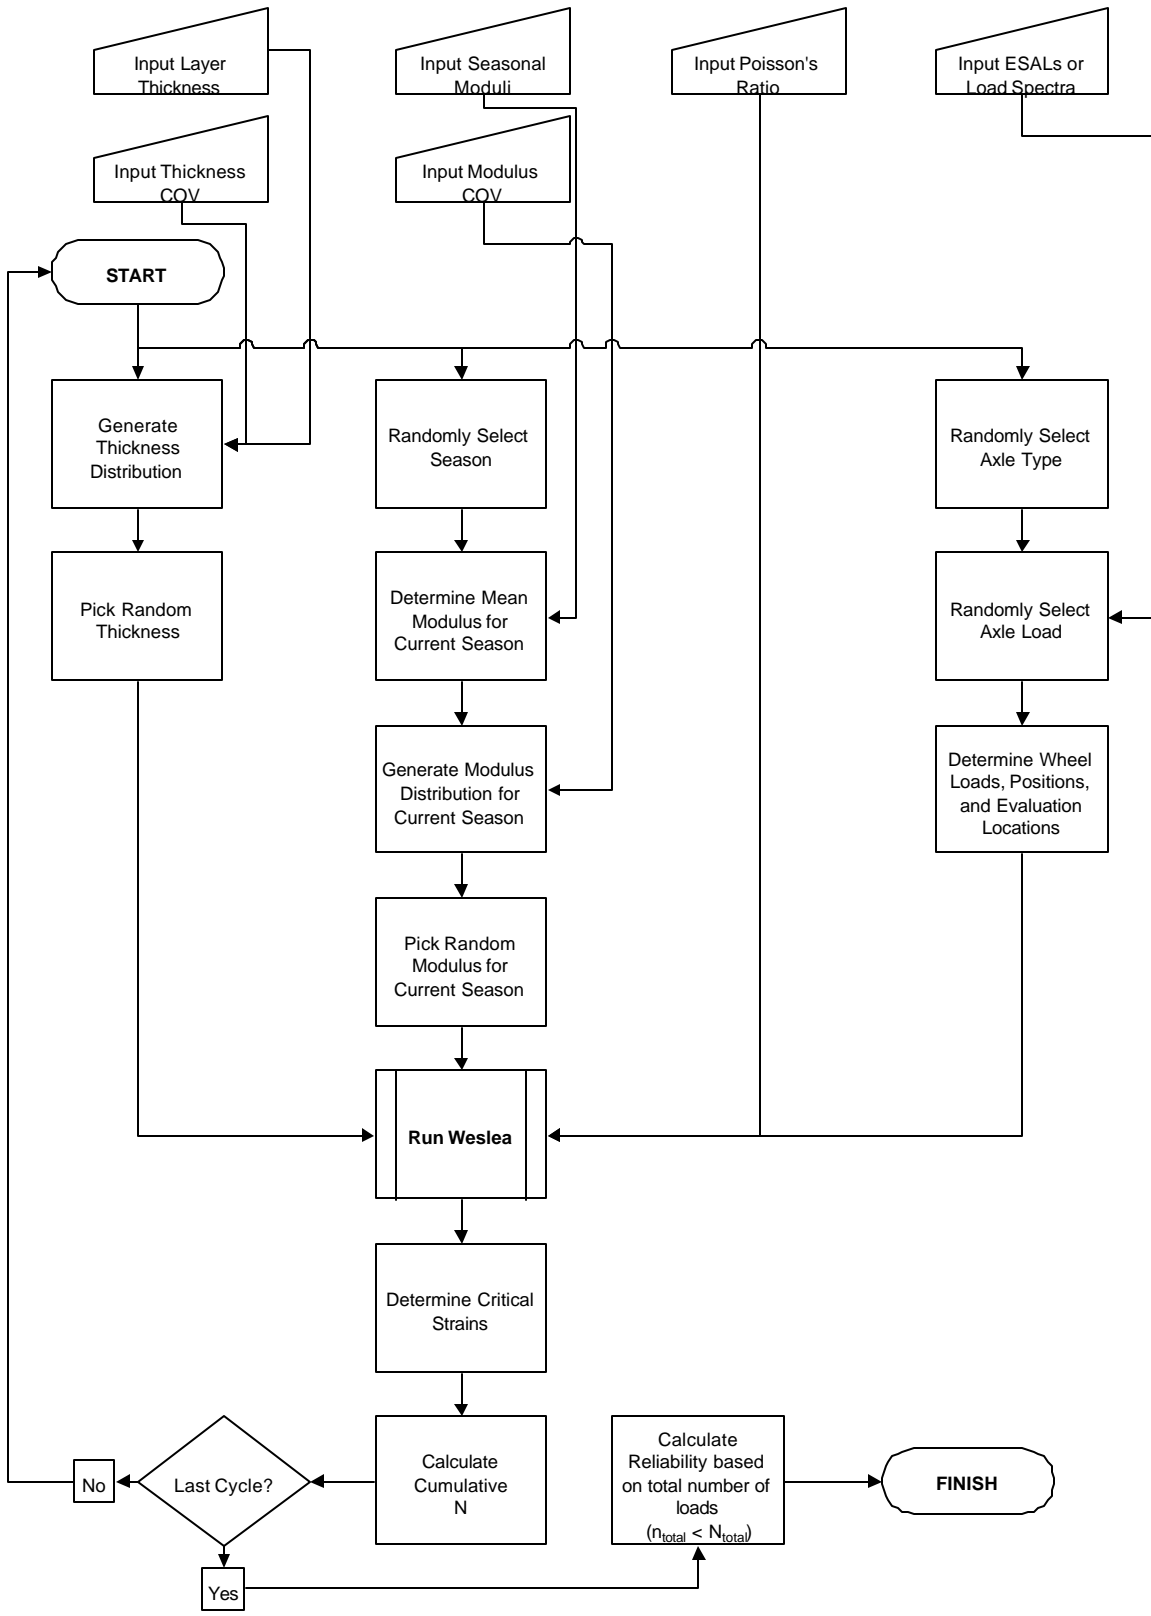 Input Layer
Thickness
Input Seasonal
Moduli
Input Poisson's
Ratio
Input ESALs or
Load Spectra
Input Thickness
COV
Input Modulus
COV
START
Generate
Thickness
Distribution
Randomly Select
Season
Randomly Select
Axle Type
Pick Random
Thickness
Determine Mean
Modulus for
Current Season
Randomly Select
Axle Load
Generate Modulus
Distribution for
Current Season
Determine Wheel
Loads, Positions,
and Evaluation
Locations
Pick Random
Modulus for
Current Season
Run Weslea
Determine Critical
Strains
Calculate
Cumulative
N
Last Cycle?
No
Yes
Calculate
Reliability based
on total number of
loads
(n_total < N_total)
FINISH